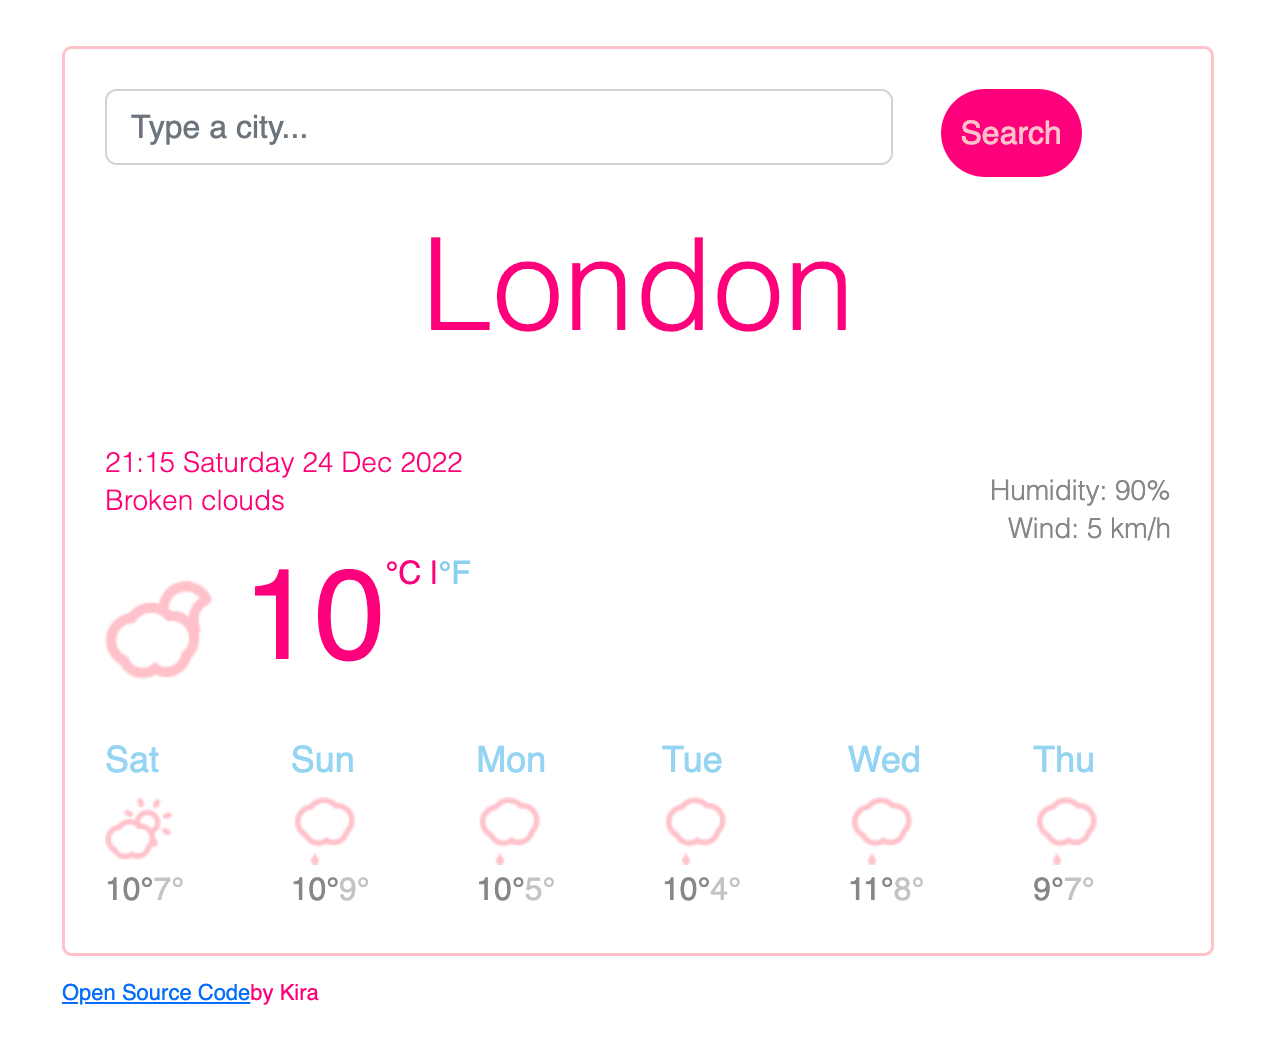 Type a city...
Search
London
21:15 Saturday 24 Dec 2022
Broken clouds
Humidity: 90%
Wind: 5 km/h
10°C |°F
Sat Sun Mon Tue Wed Thu
10°7° 10°9° 10°5° 10°4° 11°8° 9°7°
Open Source Codeby Kira